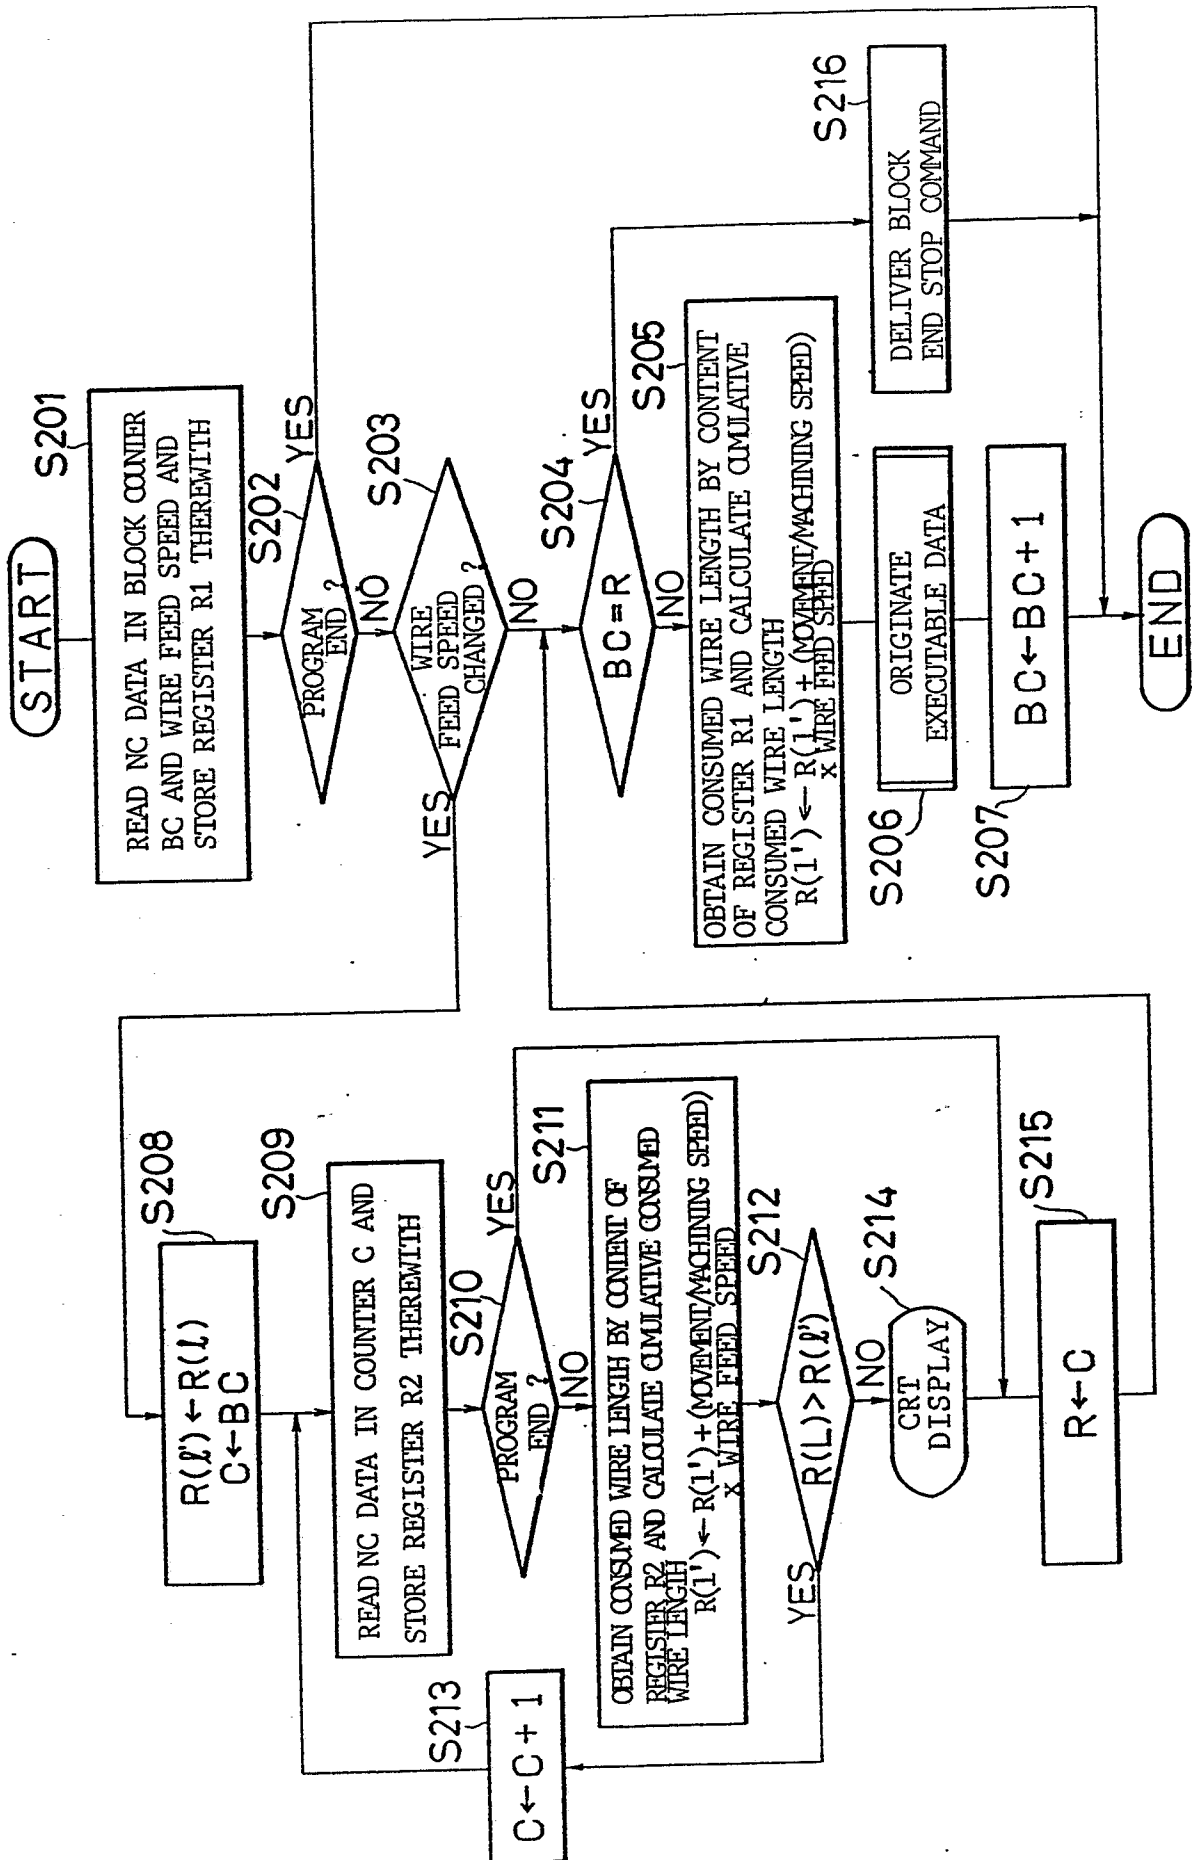 START
S201
READ NC DATA IN BLOCK COUNTER
BC AND WIRE FEED SPEED AND
STORE REGISTER R1 THEREWITH
S202
PROGRAM
END ?
YES
NO
S203
WIRE
FEED SPEED
CHANGED ?
YES
NO
S204
BC=R
YES
NO
S205
OBTAIN CONSUMED WIRE LENGTH BY CONTENT
OF REGISTER R1 AND CALCULATE CUMULATIVE
CONSUMED WIRE LENGTH
R(1') ← R(1') + (MOVEMENT/MACHINING SPEED)
x WIRE FEED SPEED
S206
ORIGINATE
EXECUTABLE DATA
S207
BC←BC+1
END
S216
DELIVER BLOCK
END STOP COMMAND
S208
R(ℓ')←R(ℓ)
C←BC
S209
READ NC DATA IN COUNTER C AND
STORE REGISTER R2 THEREWITH
S210
PROGRAM
END ?
YES
NO
S211
OBTAIN CONSUMED WIRE LENGTH BY CONTENT OF
REGISTER R2 AND CALCULATE CUMULATIVE CONSUMED
WIRE LENGTH
R(1')←R(1')+(MOVEMENT/MACHINING SPEED)
x WIRE FEED SPEED
S212
R(L)>R(ℓ')
YES
NO
S213
C←C+1
S214
CRT
DISPLAY
S215
R←C